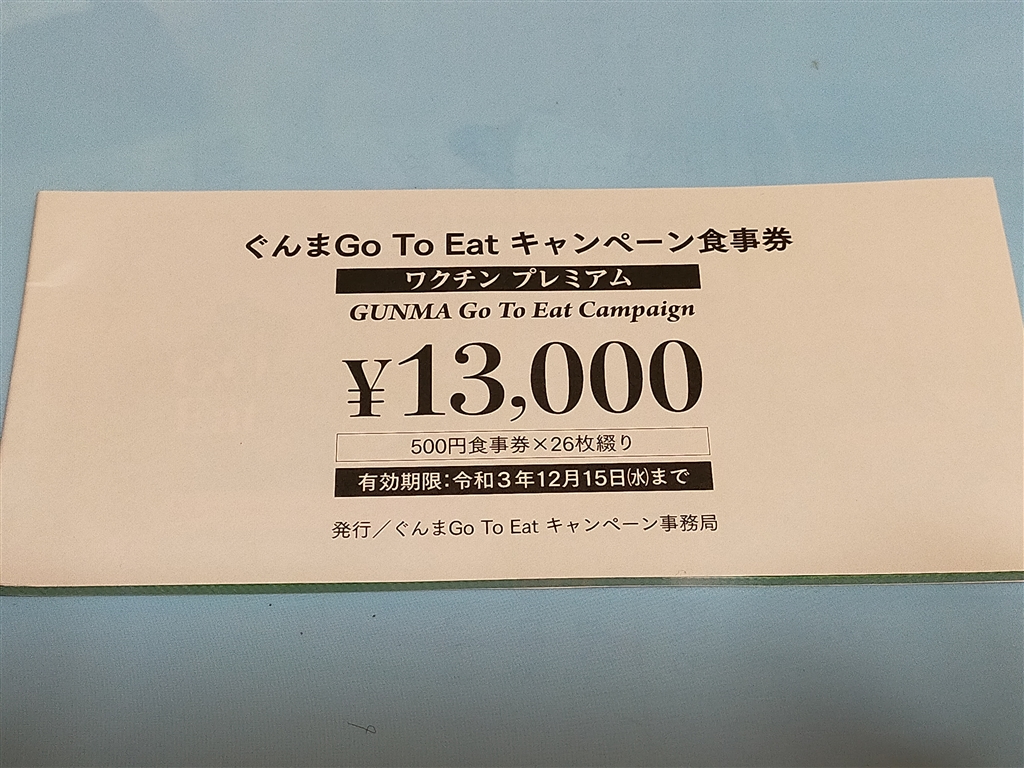 ぐんまGo To Eat キャンペーン食事券
ワクチン プレミアム
GUNMA Go To Eat Campaign
¥13,000
500円食事券×26枚綴り
有効期限:令和3年12月15日㈬まで
発行／ぐんまGo To Eat キャンペーン事務局